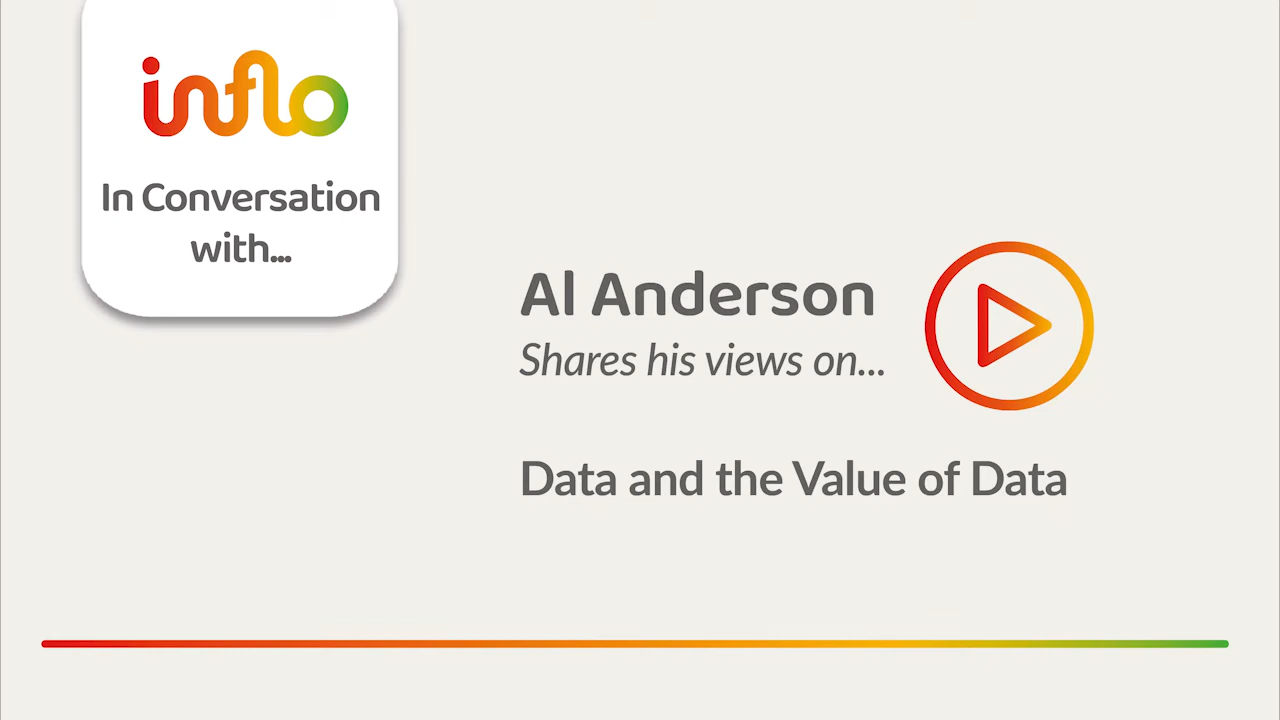 inflo
In Conversation
with...
Al Anderson
Shares his views on...
Data and the Value of Data